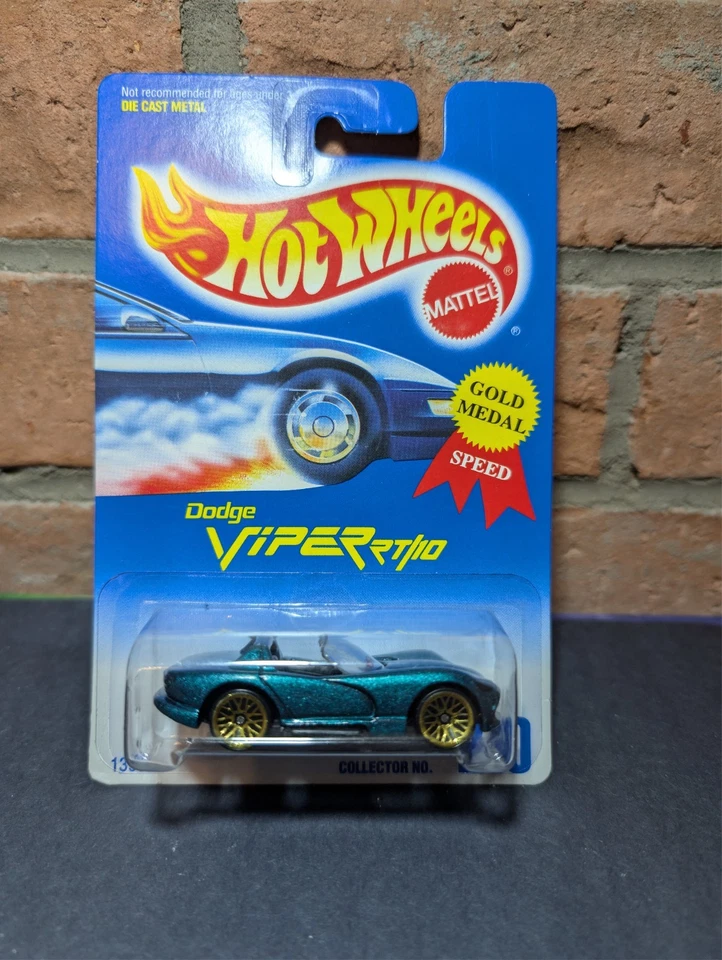 Not recommended for ages under
DIE CAST METAL
HOT WHEELS
®
MATTEL
®
GOLD
MEDAL
SPEED
Dodge
VIPER RT/10
COLLECTOR NO.